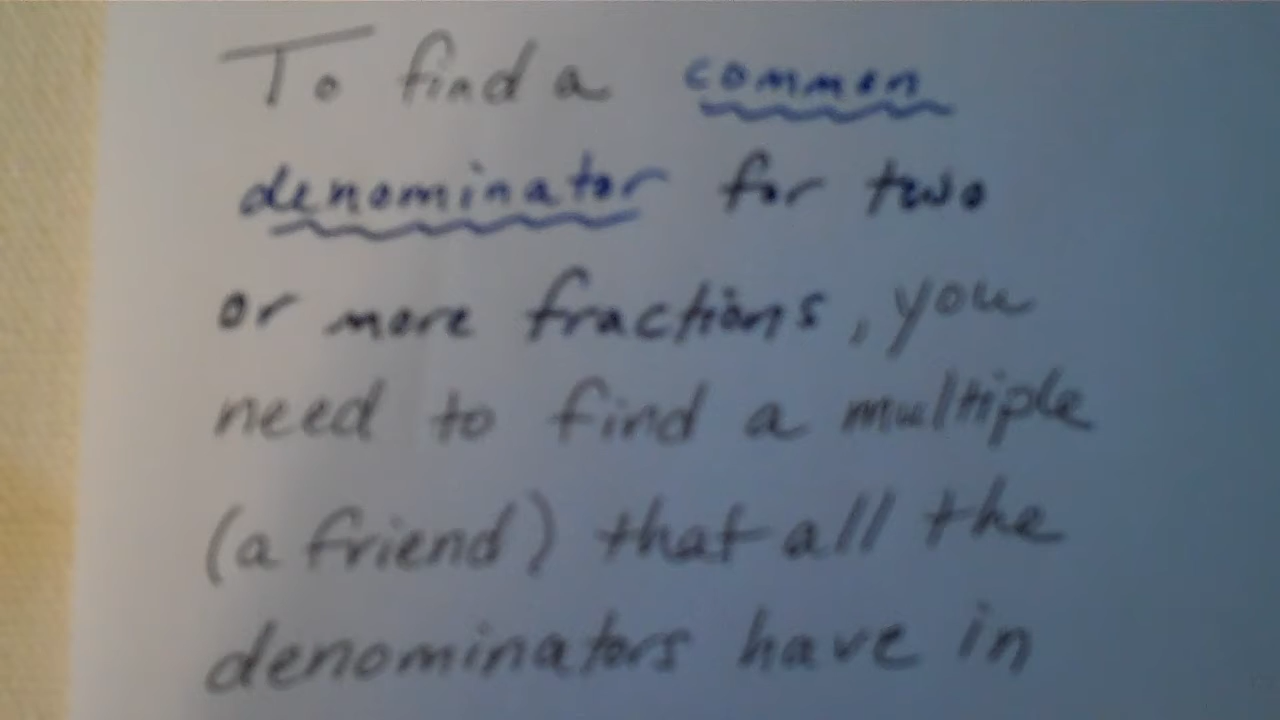 To find a common
denominator for two
or more fractions, you
need to find a multiple
(a friend) that all the
denominators have in